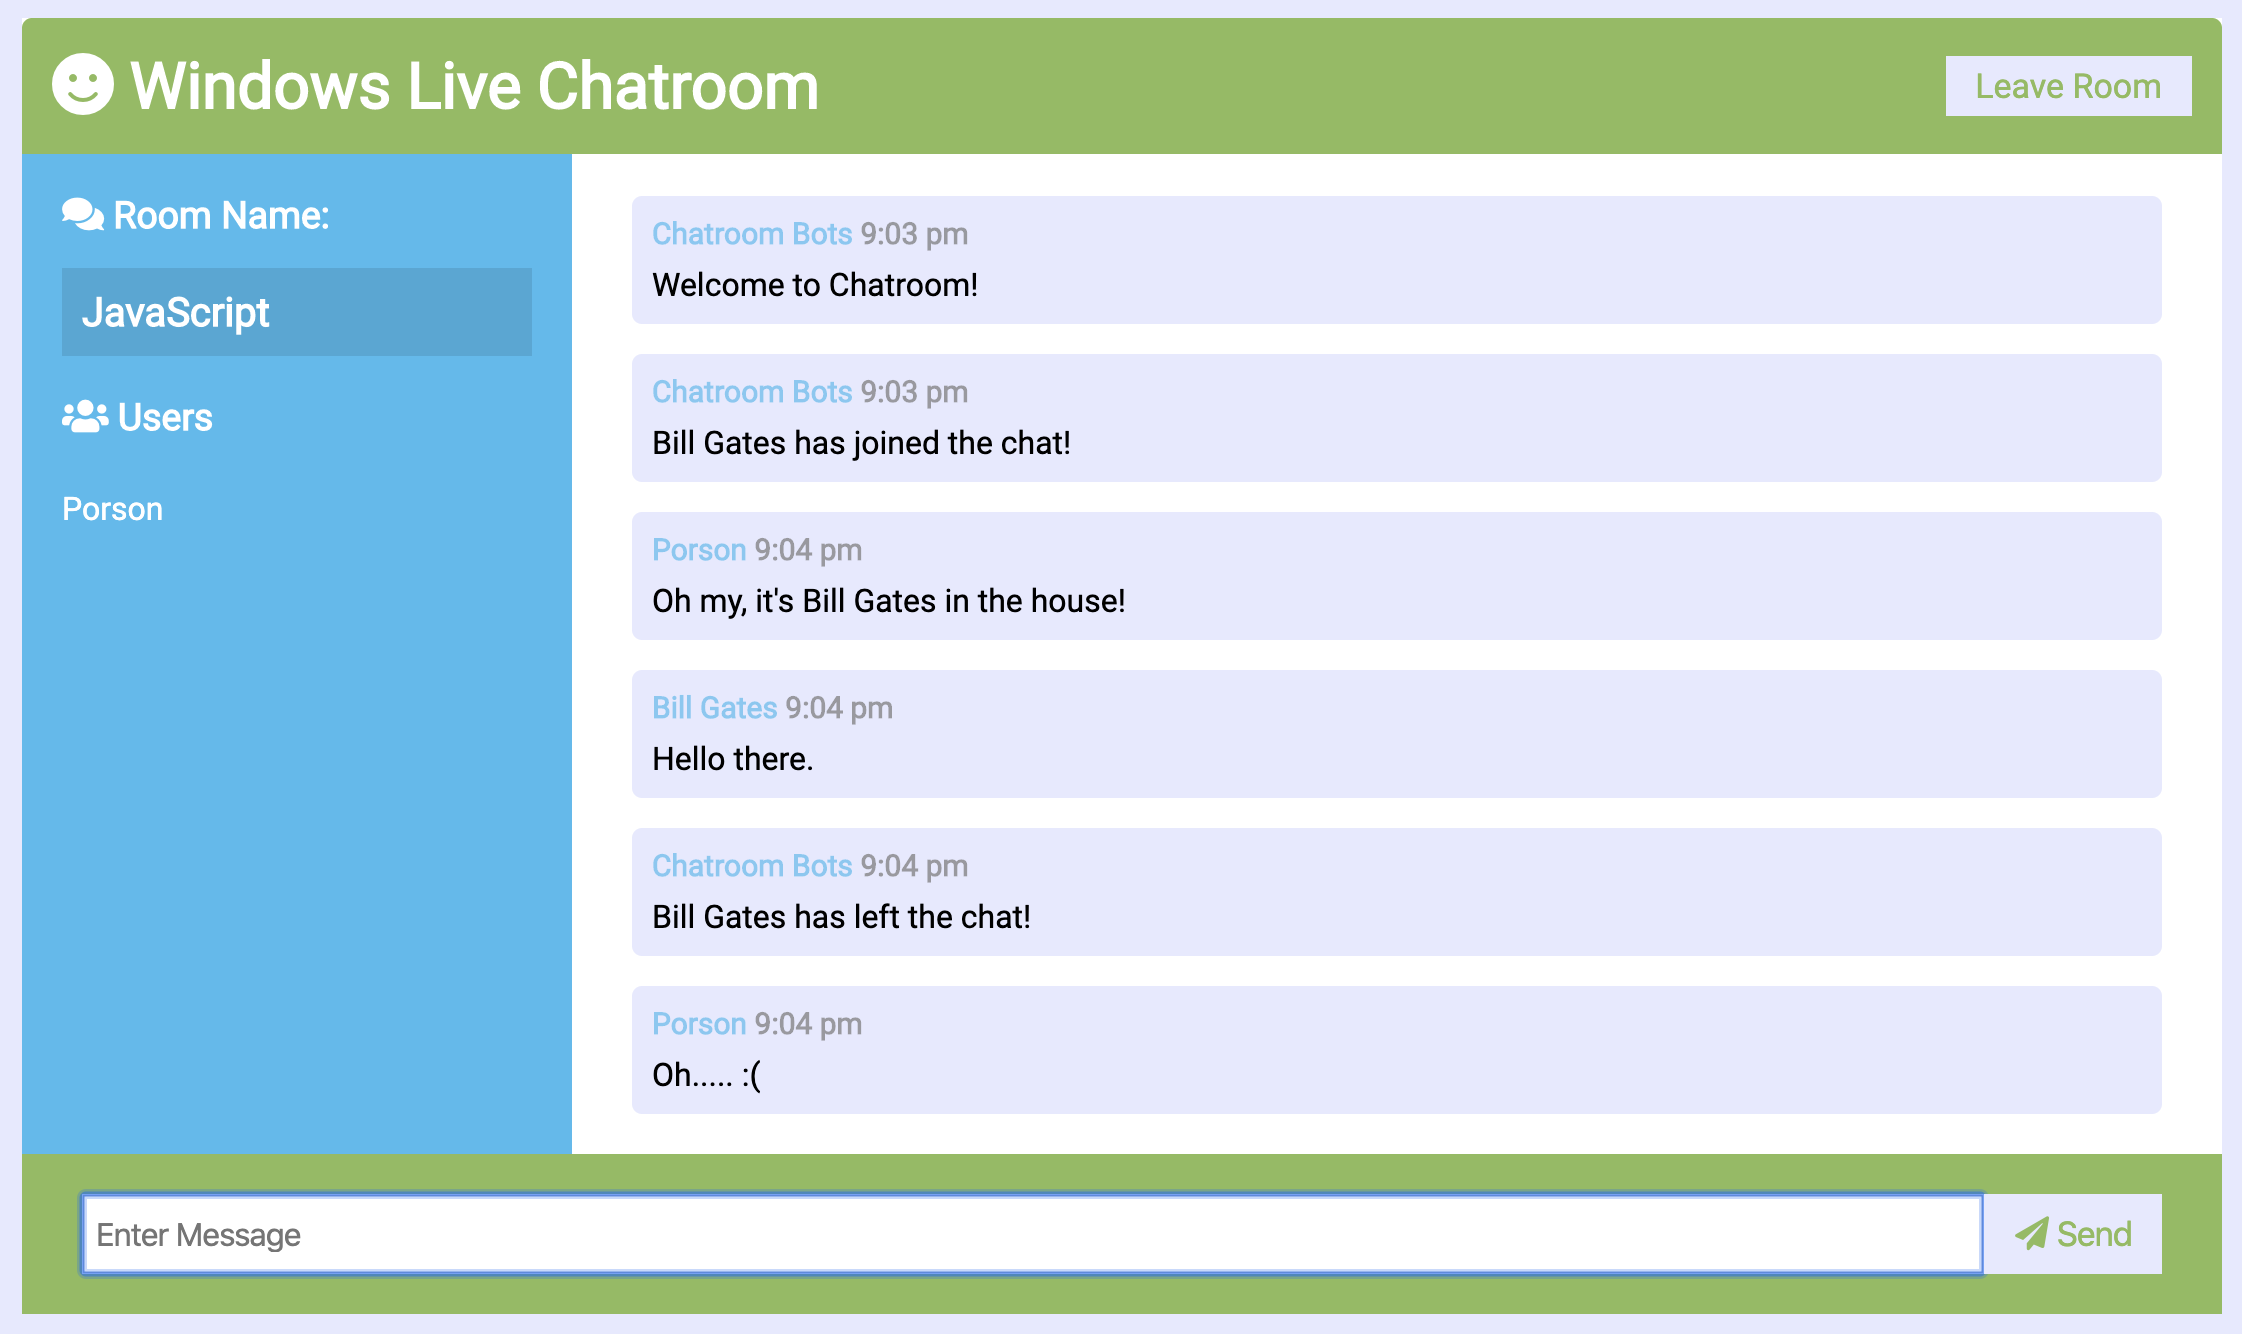 Windows Live Chatroom
Leave Room
Room Name:
JavaScript
Users
Porson
Chatroom Bots 9:03 pm
Welcome to Chatroom!
Chatroom Bots 9:03 pm
Bill Gates has joined the chat!
Porson 9:04 pm
Oh my, it's Bill Gates in the house!
Bill Gates 9:04 pm
Hello there.
Chatroom Bots 9:04 pm
Bill Gates has left the chat!
Porson 9:04 pm
Oh..... :(
Enter Message
Send